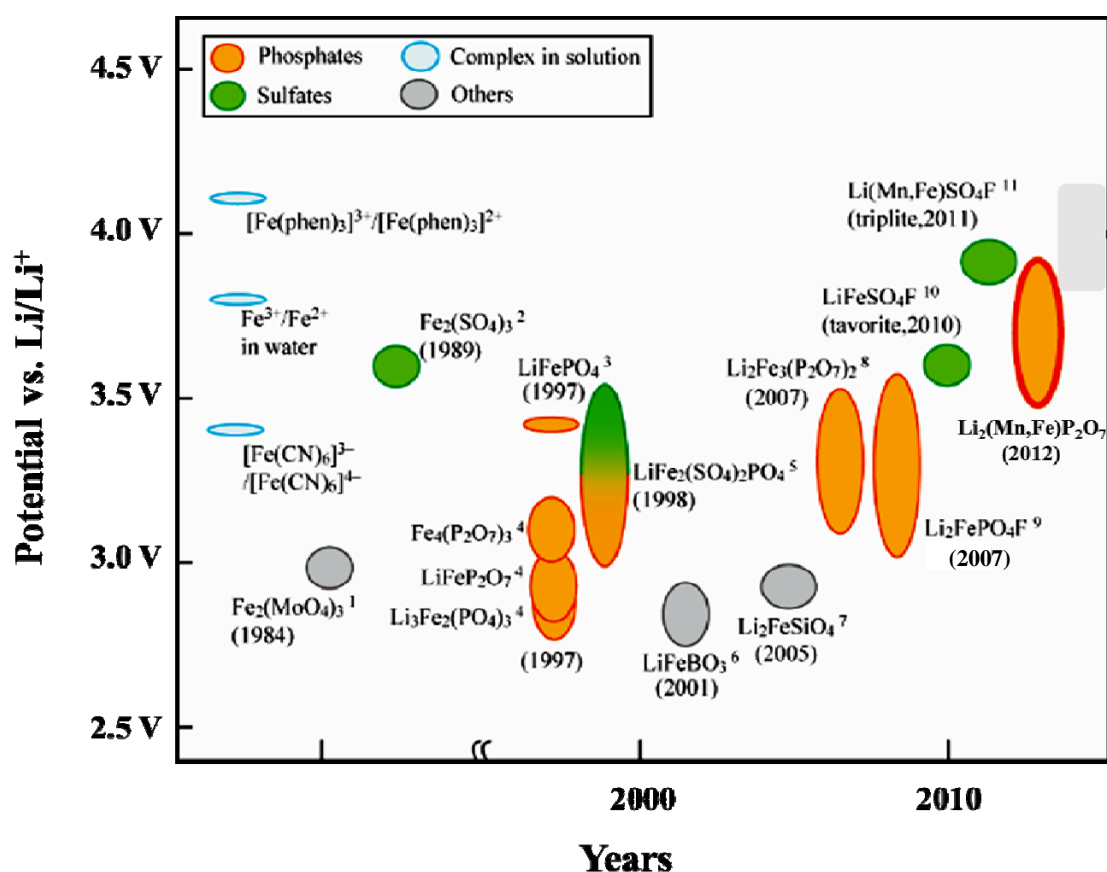 4.5 V
4.0 V
3.5 V
3.0 V
2.5 V
Potential vs. Li/Li⁺
Phosphates
Complex in solution
Sulfates
Others
[Fe(phen)₃]³⁺/[Fe(phen)₃]²⁺
Fe³⁺/Fe²⁺
in water
[Fe(CN)₆]³⁻
/[Fe(CN)₆]⁴⁻
Fe₂(MoO₄)₃ ¹
(1984)
Fe₂(SO₄)₃ ²
(1989)
LiFePO₄ ³
(1997)
Fe₄(P₂O₇)₃ ⁴
LiFeP₂O₇ ⁴
Li₃Fe₂(PO₄)₃ ⁴
(1997)
LiFe₂(SO₄)₂PO₄ ⁵
(1998)
LiFeBO₃ ⁶
(2001)
Li₂FeSiO₄ ⁷
(2005)
Li₂Fe₃(P₂O₇)₂ ⁸
(2007)
Li₂FePO₄F ⁹
(2007)
LiFeSO₄F ¹⁰
(tavorite,2010)
Li(Mn,Fe)SO₄F ¹¹
(triplite,2011)
Li₂(Mn,Fe)P₂O₇
(2012)
2000
2010
Years